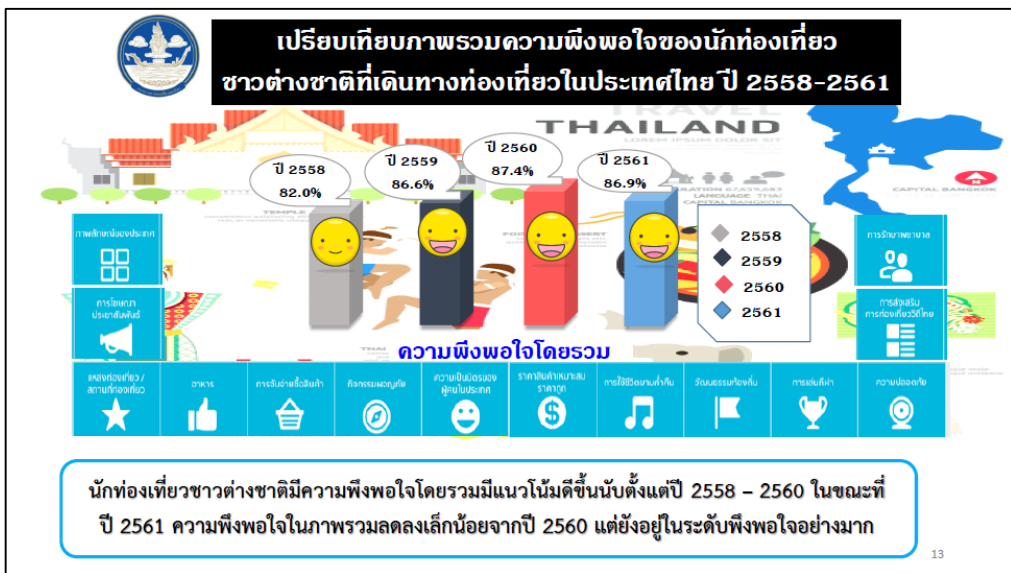 เปรียบเทียบภาพรวมความพึงพอใจของนักท่องเที่ยว
ชาวต่างชาติที่เดินทางท่องเที่ยวในประเทศไทย ปี 2558-2561
TRAVEL
THAILAND
LOREM IPSUM DOLOR SIT
ปี 2558
82.0%
ปี 2559
86.6%
ปี 2560
87.4%
ปี 2561
86.9%
LANGUAGE THAI
CAPITAL BANGKOK
CAPITAL BANGKOK
TEMPLE
2558
2559
2560
2561
ภาพลักษณ์ของประเทศ
การโฆษณา
ประชาสัมพันธ์
การรักษาพยาบาล
การส่งเสริม
การท่องเที่ยววิถีไทย
THAI
ความพึงพอใจโดยรวม
แหล่งท่องเที่ยว /
สถานที่ท่องเที่ยว
อาหาร
การจับจ่ายซื้อสินค้า
กิจกรรมผจญภัย
ความเป็นมิตรของ
ผู้คนในประเทศ
ราคาสินค้าเหมาะสม
ราคาถูก
การใช้ชีวิตยามค่ำคืน
วัฒนธรรมท้องถิ่น
การเล่นกีฬา
ความปลอดภัย
นักท่องเที่ยวชาวต่างชาติมีความพึงพอใจโดยรวมมีแนวโน้มดีขึ้นนับตั้งแต่ปี 2558 – 2560 ในขณะที่
ปี 2561 ความพึงพอใจในภาพรวมลดลงเล็กน้อยจากปี 2560 แต่ยังอยู่ในระดับพึงพอใจอย่างมาก
13